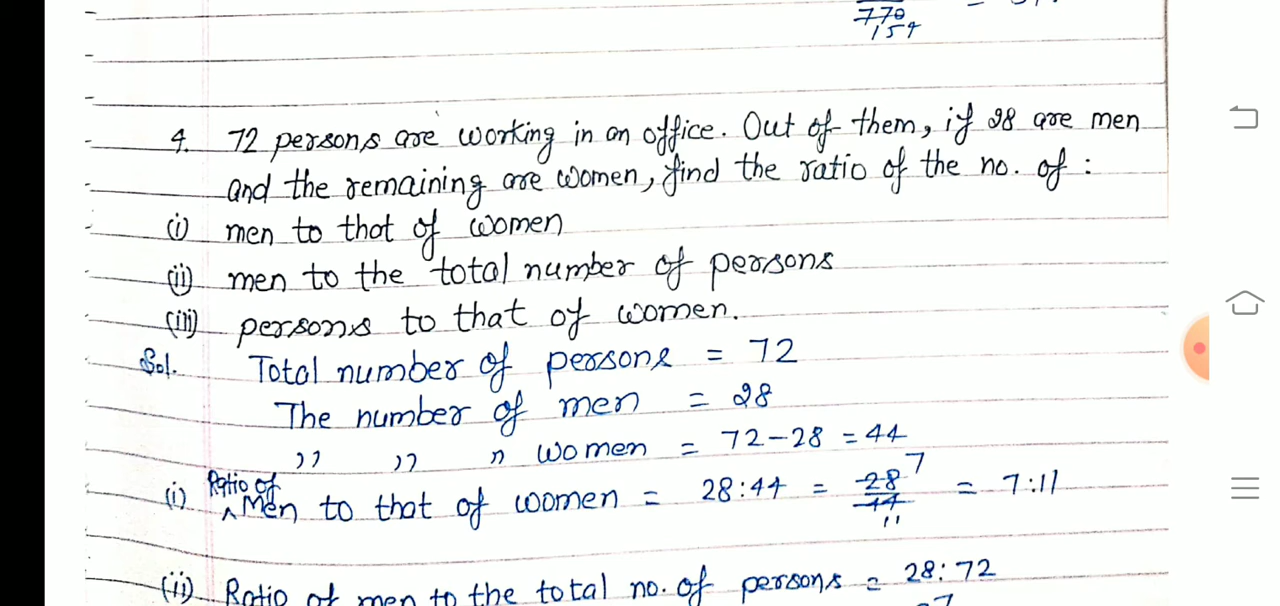 770
154
4. 72 persons are working in an office. Out of them, if 28 are men
and the remaining are women, find the ratio of the no. of :
(i) men to that of women
(ii) men to the total number of persons
(iii) persons to that of women.
Sol. Total number of persons = 72
The number of men = 28
,, ,, ,, women = 72-28 = 44
(i) Ratio of Men to that of women = 28:44 = 28/44 7 11 = 7:11
(ii) Ratio of men to the total no. of persons = 28:72